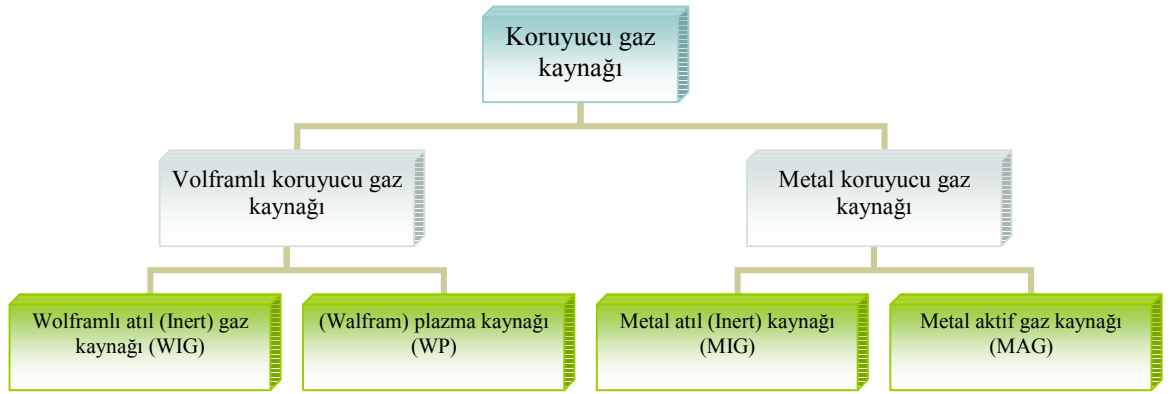 Koruyucu gaz
kaynağı
Volframlı koruyucu gaz
kaynağı
Metal koruyucu gaz
kaynağı
Wolframlı atıl (Inert) gaz
kaynağı (WIG)
(Walfram) plazma kaynağı
(WP)
Metal atıl (Inert) kaynağı
(MIG)
Metal aktif gaz kaynağı
(MAG)